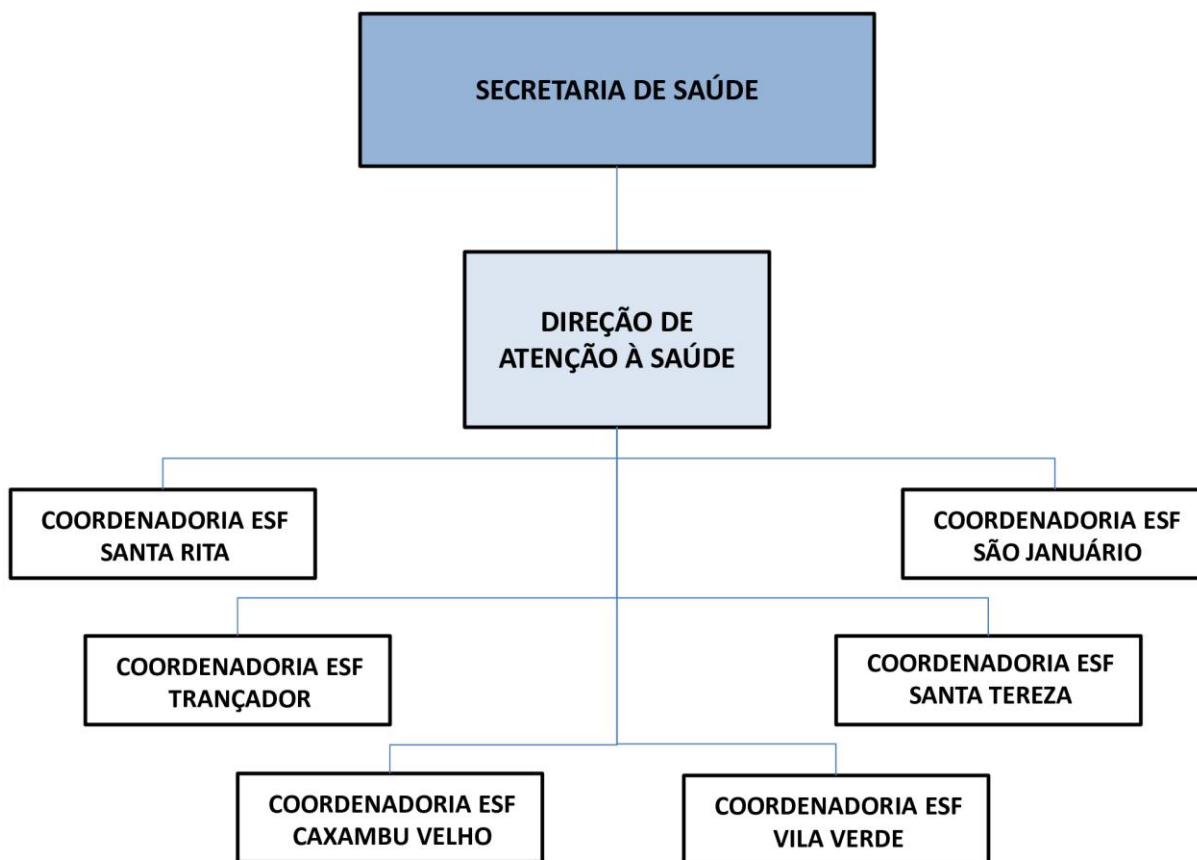 SECRETARIA DE SAÚDE
DIREÇÃO DE
ATENÇÃO À SAÚDE
COORDENADORIA ESF
SANTA RITA
COORDENADORIA ESF
SÃO JANUÁRIO
COORDENADORIA ESF
TRANÇADOR
COORDENADORIA ESF
SANTA TEREZA
COORDENADORIA ESF
CAXAMBU VELHO
COORDENADORIA ESF
VILA VERDE